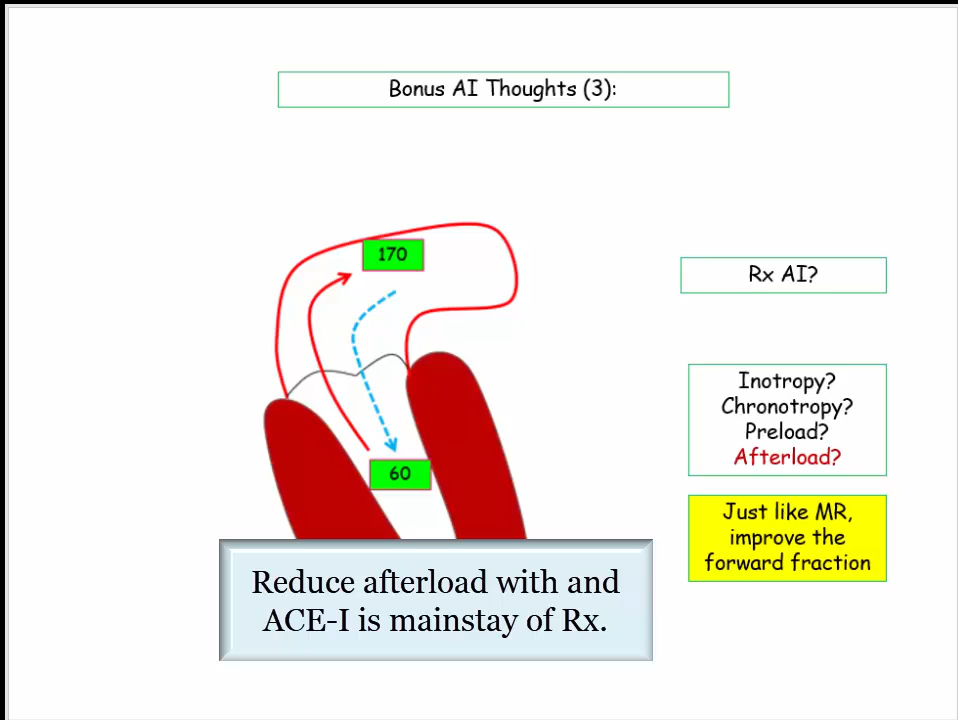 Bonus AI Thoughts (3):
170
Rx AI?
Inotropy?
Chronotropy?
Preload?
Afterload?
60
Just like MR,
improve the
forward fraction
Reduce afterload with and
ACE-I is mainstay of Rx.